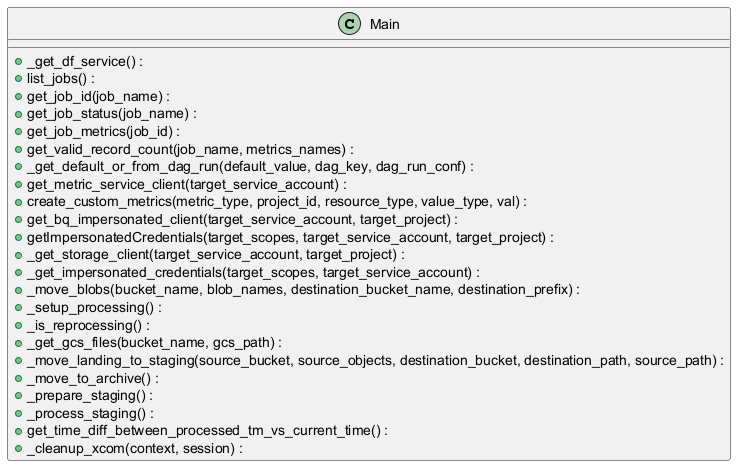 C Main
_get_df_service() :
list_jobs() :
get_job_id(job_name) :
get_job_status(job_name) :
get_job_metrics(job_id) :
get_valid_record_count(job_name, metrics_names) :
_get_default_or_from_dag_run(default_value, dag_key, dag_run_conf) :
get_metric_service_client(target_service_account) :
create_custom_metrics(metric_type, project_id, resource_type, value_type, val) :
get_bq_impersonated_client(target_service_account, target_project) :
getImpersonatedCredentials(target_scopes, target_service_account, target_project) :
_get_storage_client(target_service_account, target_project) :
_get_impersonated_credentials(target_scopes, target_service_account) :
_move_blobs(bucket_name, blob_names, destination_bucket_name, destination_prefix) :
_setup_processing() :
_is_reprocessing() :
_get_gcs_files(bucket_name, gcs_path) :
_move_landing_to_staging(source_bucket, source_objects, destination_bucket, destination_path, source_path) :
_move_to_archive() :
_prepare_staging() :
_process_staging() :
get_time_diff_between_processed_tm_vs_current_time() :
_cleanup_xcom(context, session) :